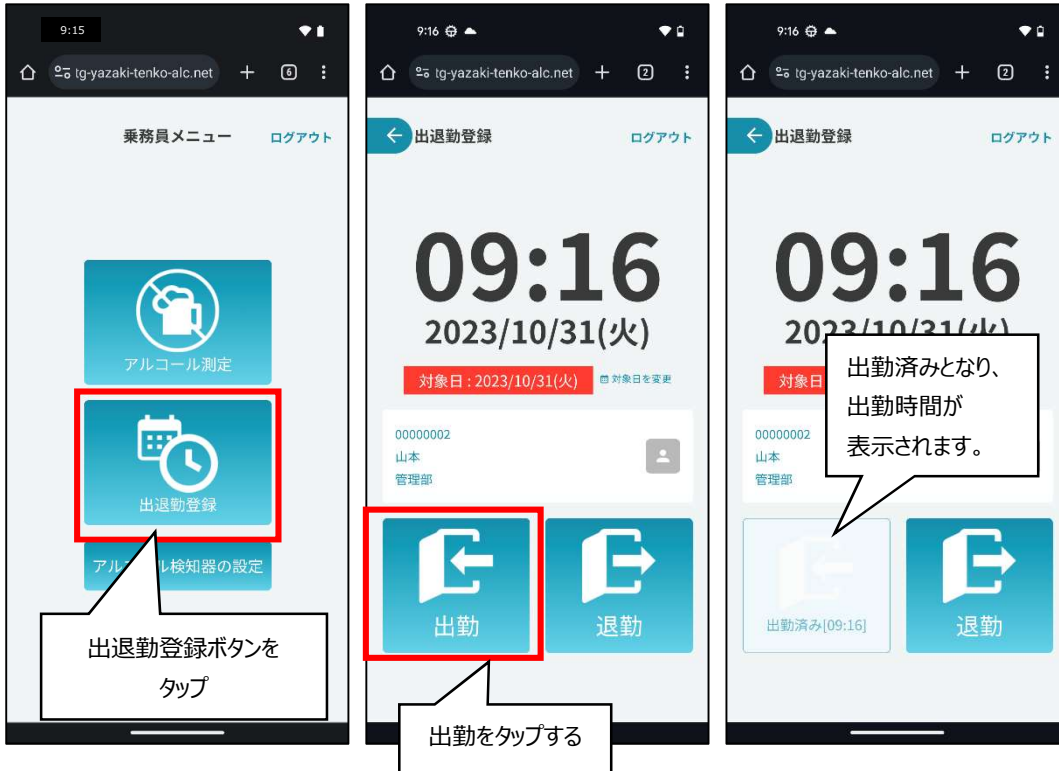 9:15
tg-yazaki-tenko-alc.net
6
乗務員メニュー
ログアウト
アルコール測定
出退勤登録
アル
ル検知器の設定
出退勤登録ボタンを
タップ
9:16
tg-yazaki-tenko-alc.net
2
出退勤登録
ログアウト
09:16
2023/10/31(火)
対象日 : 2023/10/31(火)
対象日を変更
00000002
山本
管理部
出勤
退勤
出勤をタップする
9:16
tg-yazaki-tenko-alc.net
2
出退勤登録
ログアウト
09:16
2023/10/31(火)
対象日
出勤済みとなり、
出勤時間が
表示されます。
00000002
山本
管理部
出勤済み[09:16]
退勤